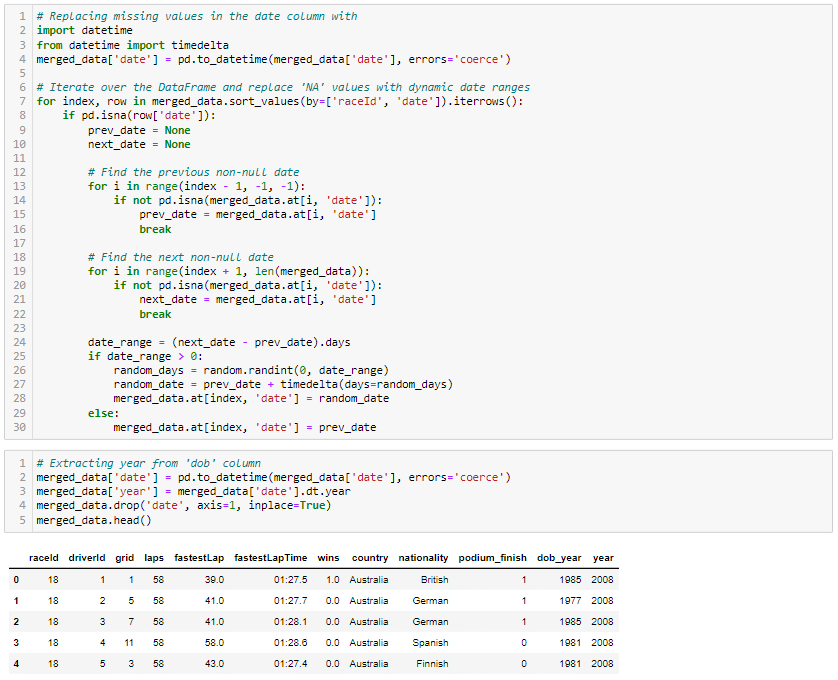 1 # Replacing missing values in the date column with
2 import datetime
3 from datetime import timedelta
4 merged_data['date'] = pd.to_datetime(merged_data['date'], errors='coerce')
5
6 # Iterate over the DataFrame and replace 'NA' values with dynamic date ranges
7 for index, row in merged_data.sort_values(by=['raceId', 'date']).iterrows():
8     if pd.isna(row['date']):
9         prev_date = None
10         next_date = None
11
12         # Find the previous non-null date
13         for i in range(index - 1, -1, -1):
14             if not pd.isna(merged_data.at[i, 'date']):
15                 prev_date = merged_data.at[i, 'date']
16                 break
17
18         # Find the next non-null date
19         for i in range(index + 1, len(merged_data)):
20             if not pd.isna(merged_data.at[i, 'date']):
21                 next_date = merged_data.at[i, 'date']
22                 break
23
24         date_range = (next_date - prev_date).days
25         if date_range > 0:
26             random_days = random.randint(0, date_range)
27             random_date = prev_date + timedelta(days=random_days)
28             merged_data.at[index, 'date'] = random_date
29         else:
30             merged_data.at[index, 'date'] = prev_date
1 # Extracting year from 'dob' column
2 merged_data['date'] = pd.to_datetime(merged_data['date'], errors='coerce')
3 merged_data['year'] = merged_data['date'].dt.year
4 merged_data.drop('date', axis=1, inplace=True)
5 merged_data.head()
raceId driverId grid laps fastestLap fastestLapTime wins country nationality podium_finish dob_year year
0 18 1 1 58 39.0 01:27.5 1.0 Australia British 1 1985 2008
1 18 2 5 58 41.0 01:27.7 0.0 Australia German 1 1977 2008
2 18 3 7 58 41.0 01:28.1 0.0 Australia German 1 1985 2008
3 18 4 11 58 58.0 01:28.6 0.0 Australia Spanish 0 1981 2008
4 18 5 3 58 43.0 01:27.4 0.0 Australia Finnish 0 1981 2008